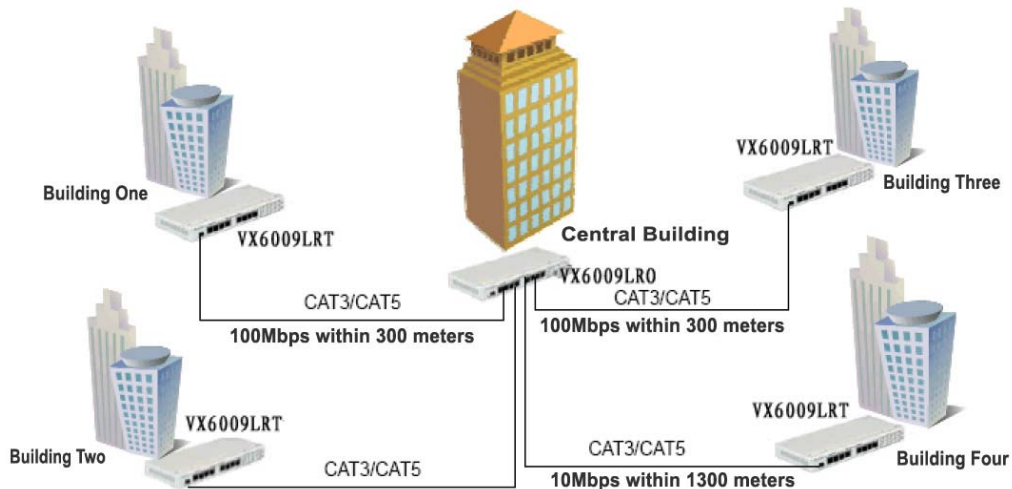 Building One
VX6009LRT
CAT3/CAT5
100Mbps within 300 meters
Central Building
VX6009LRO
VX6009LRT
Building Three
CAT3/CAT5
100Mbps within 300 meters
Building Two
VX6009LRT
CAT3/CAT5
VX6009LRT
Building Four
CAT3/CAT5
10Mbps within 1300 meters